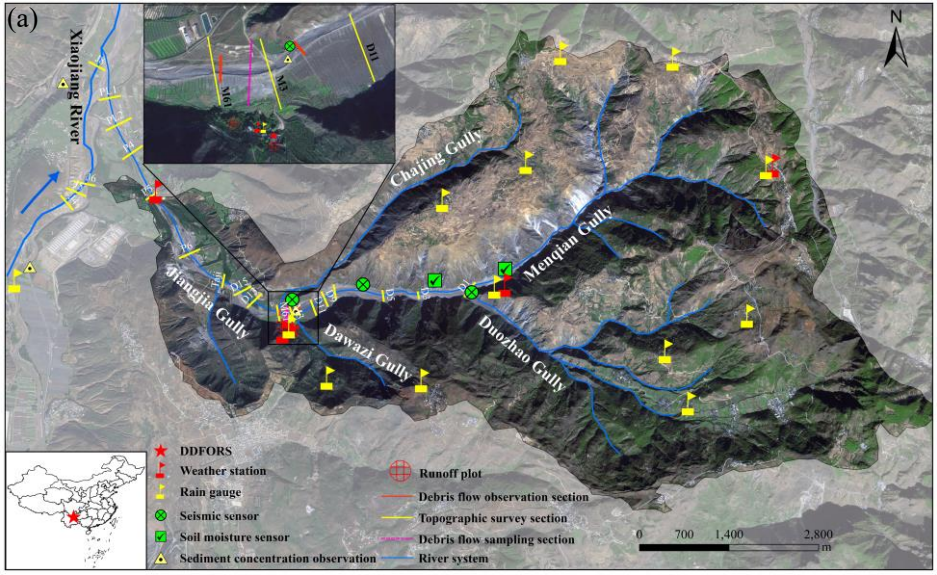 (a)
N
Xiaojiang River
M61
M3
D11
Chajing Gully
Menqian Gully
Jiangjia Gully
Dawazi Gully
Duozhao Gully
DDFORS
Weather station
Rain gauge
Seismic sensor
Soil moisture sensor
Sediment concentration observation
Runoff plot
Debris flow observation section
Topographic survey section
Debris flow sampling section
River system
0 700 1,400 2,800
m